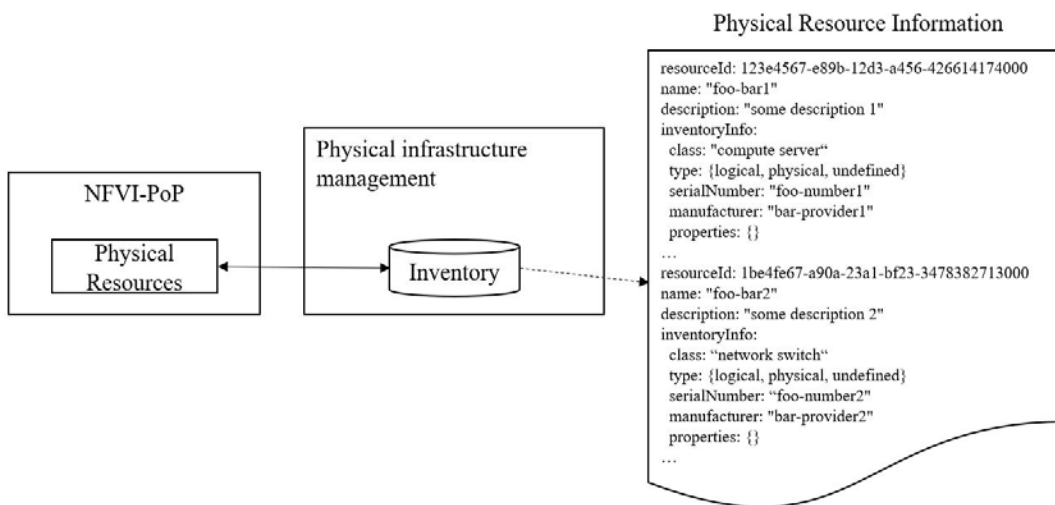 Physical Resource Information
NFVI-PoP
Physical
Resources
Physical infrastructure
management
Inventory
resourceId: 123e4567-e89b-12d3-a456-426614174000
name: "foo-bar1"
description: "some description 1"
inventoryInfo:
class: "compute server“
type: {logical, physical, undefined}
serialNumber: "foo-number1"
manufacturer: "bar-provider1"
properties: {}
…
resourceId: 1be4fe67-a90a-23a1-bf23-3478382713000
name: "foo-bar2"
description: "some description 2"
inventoryInfo:
class: “network switch“
type: {logical, physical, undefined}
serialNumber: “foo-number2"
manufacturer: "bar-provider2"
properties: {}
…